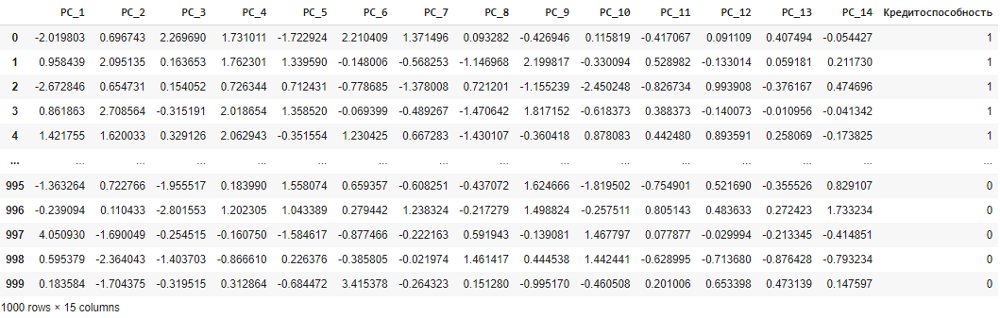 PC_1 PC_2 PC_3 PC_4 PC_5 PC_6 PC_7 PC_8 PC_9 PC_10 PC_11 PC_12 PC_13 PC_14 Кредитоспособность
0 -2.019803 0.696743 2.269690 1.731011 -1.722924 2.210409 1.371496 0.093282 -0.426946 0.115819 -0.417067 0.091109 0.407494 -0.054427 1
1 0.958439 2.095135 0.163653 1.762301 1.339590 -0.148006 -0.568253 -1.146968 2.199817 -0.330094 0.528982 -0.133014 0.059181 0.211730 1
2 -2.672846 0.654731 0.154052 0.726344 0.712431 -0.778685 -1.378008 0.721201 -1.155239 -2.450248 -0.826734 0.993908 -0.376167 0.474696 1
3 0.861863 2.708564 -0.315191 2.018654 1.358520 -0.069399 -0.489267 -1.470642 1.817152 -0.618373 0.388373 -0.140073 -0.010956 -0.041342 1
4 1.421755 1.620033 0.329126 2.062943 -0.351554 1.230425 0.667283 -1.430107 -0.360418 0.878083 0.442480 0.893591 0.258069 -0.173825 1
... ... ... ... ... ... ... ... ... ... ... ... ... ... ... ...
995 -1.363264 0.722766 -1.955517 0.183990 1.558074 0.659357 -0.608251 -0.437072 1.624666 -1.819502 -0.754901 0.521690 -0.355526 0.829107 0
996 -0.239094 0.110433 -2.801553 1.202305 1.043389 0.279442 1.238324 -0.217279 1.498824 -0.257511 0.805143 0.483633 0.272423 1.733234 0
997 4.050930 -1.690049 -0.254515 -0.160750 -1.584617 -0.877466 -0.222163 0.591943 -0.139081 1.467797 0.077877 -0.029994 -0.213345 -0.414851 0
998 0.595379 -2.364043 -1.403703 -0.866610 0.226376 -0.385805 -0.021974 1.461417 0.444538 1.442441 -0.628995 -0.713680 -0.876428 -0.793234 0
999 0.183584 -1.704375 -0.319515 0.312864 -0.684472 3.415378 -0.264323 0.151280 -0.995170 -0.460508 0.201006 0.653398 0.473139 0.147597 0
1000 rows × 15 columns